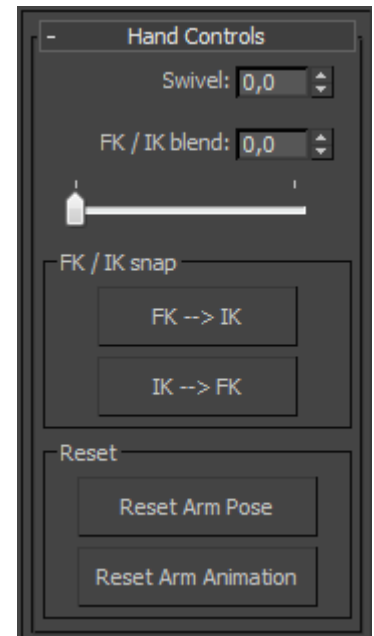 - Hand Controls
Swivel: 0,0
FK / IK blend: 0,0
FK / IK snap
FK --> IK
IK --> FK
Reset
Reset Arm Pose
Reset Arm Animation